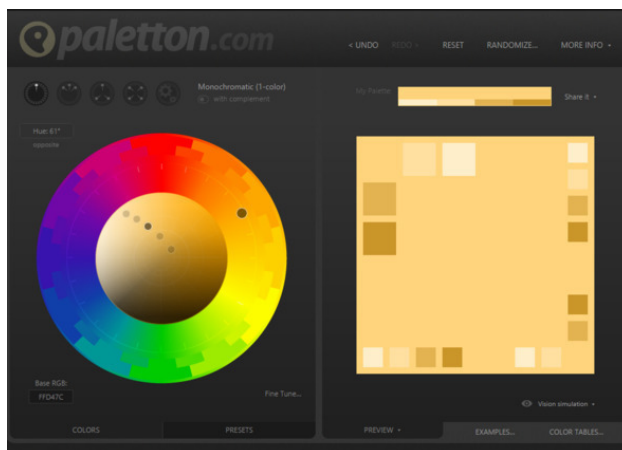 paletton.com
< UNDO REDO > RESET RANDOMIZE... MORE INFO
Monochromatic (1-color)
with complement
My Palette:
Share It
Hue: 61°
opposite
Base RGB:
FFD47C
Fine Tune...
Vision simulation
COLORS PRESETS PREVIEW EXAMPLES... COLOR TABLES...